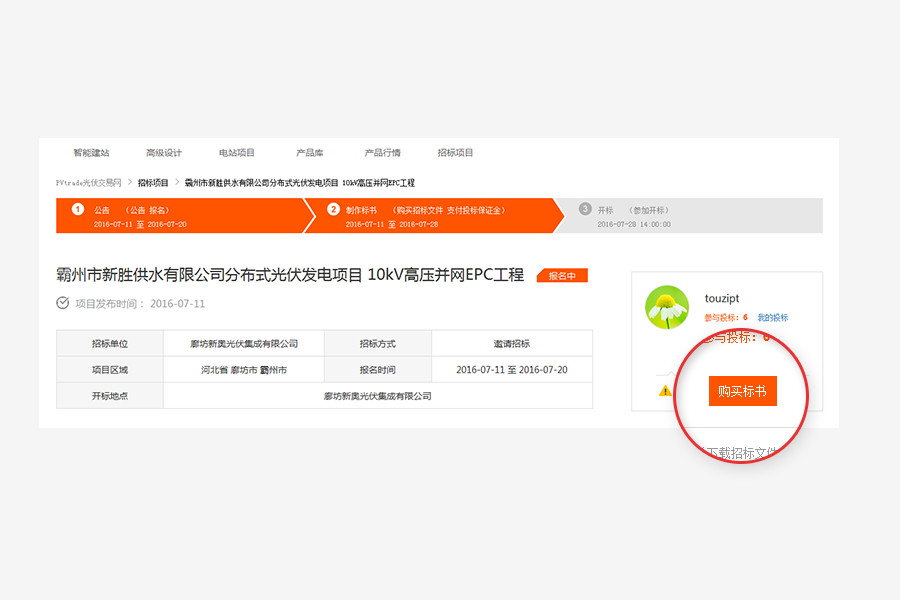 智能建站 高级设计 电站项目 产品库 产品行情 招标项目
PVtrade光伏交易网 > 招标项目 > 霸州市新胜供水有限公司分布式光伏发电项目 10kV高压并网EPC工程
1 公告 （公告 报名） 2 制作标书 （购买招标文件 支付投标保证金） 3 开标 （参加开标）
2016-07-11 至 2016-07-20 2016-07-11 至 2016-07-28 2016-07-28 14:00:00
霸州市新胜供水有限公司分布式光伏发电项目 10kV高压并网EPC工程 报名中
项目发布时间： 2016-07-11
招标单位 廊坊新奥光伏集成有限公司 招标方式 邀请招标
项目区域 河北省 廊坊市 霸州市 报名时间 2016-07-11 至 2016-07-20
开标地点 廊坊新奥光伏集成有限公司
touzipt
参与投标：6 我的投标
参与投标：6
购买标书
下载招标文件